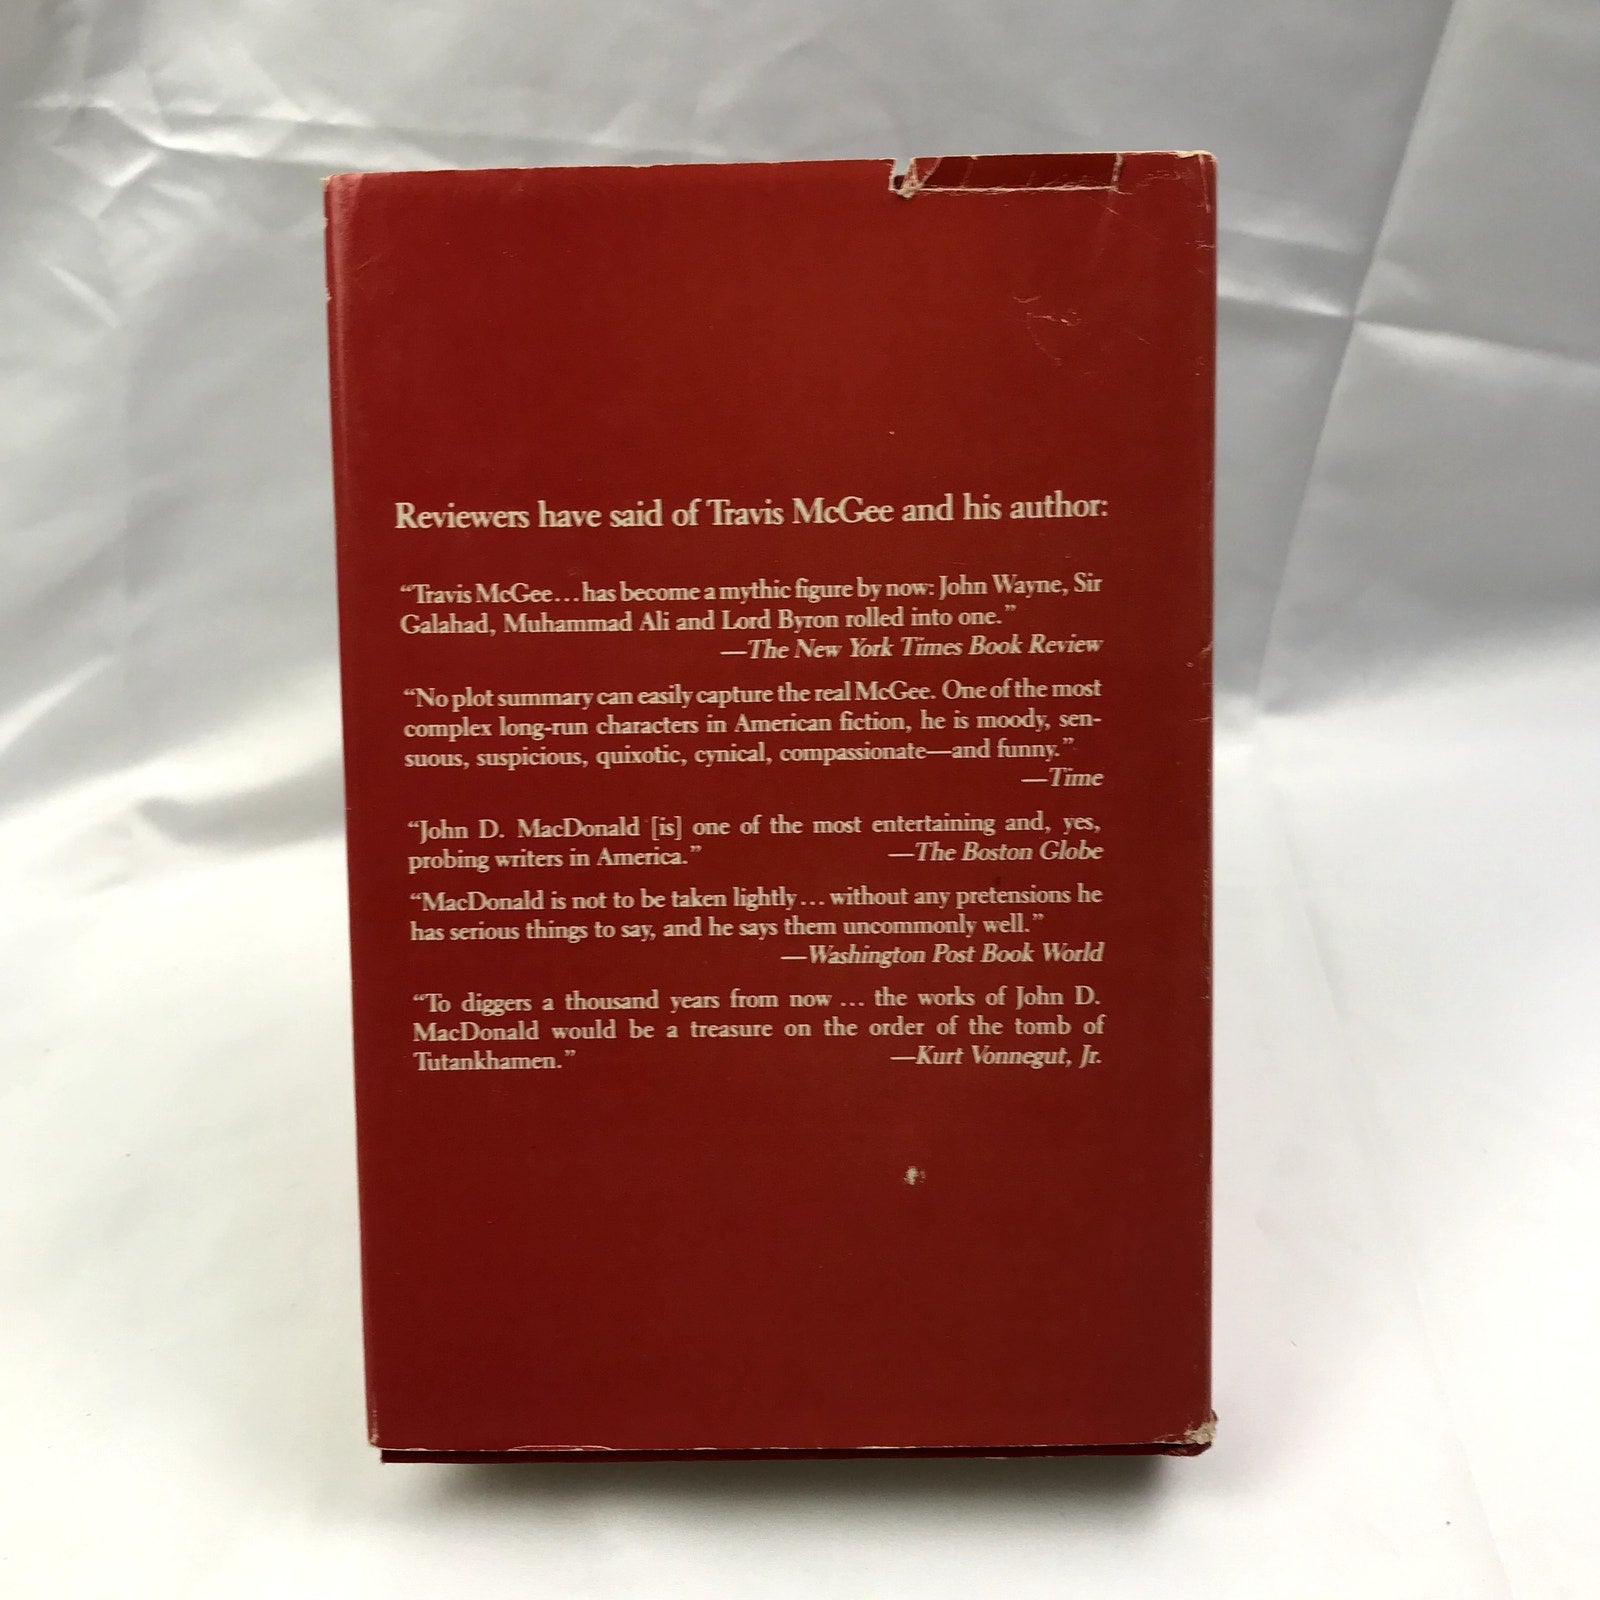 Reviewers have said of Travis McGee and his author:
“Travis McGee...has become a mythic figure by now: John Wayne, Sir
Galahad, Muhammad Ali and Lord Byron rolled into one.”
—The New York Times Book Review
“No plot summary can easily capture the real McGee. One of the most
complex long-run characters in American fiction, he is moody, sen-
suous, suspicious, quixotic, cynical, compassionate—and funny.”
—Time
“John D. MacDonald [is] one of the most entertaining and, yes,
probing writers in America.” —The Boston Globe
“MacDonald is not to be taken lightly... without any pretensions he
has serious things to say, and he says them uncommonly well.”
—Washington Post Book World
“To diggers a thousand years from now ... the works of John D.
MacDonald would be a treasure on the order of the tomb of
Tutankhamen.” —Kurt Vonnegut, Jr.